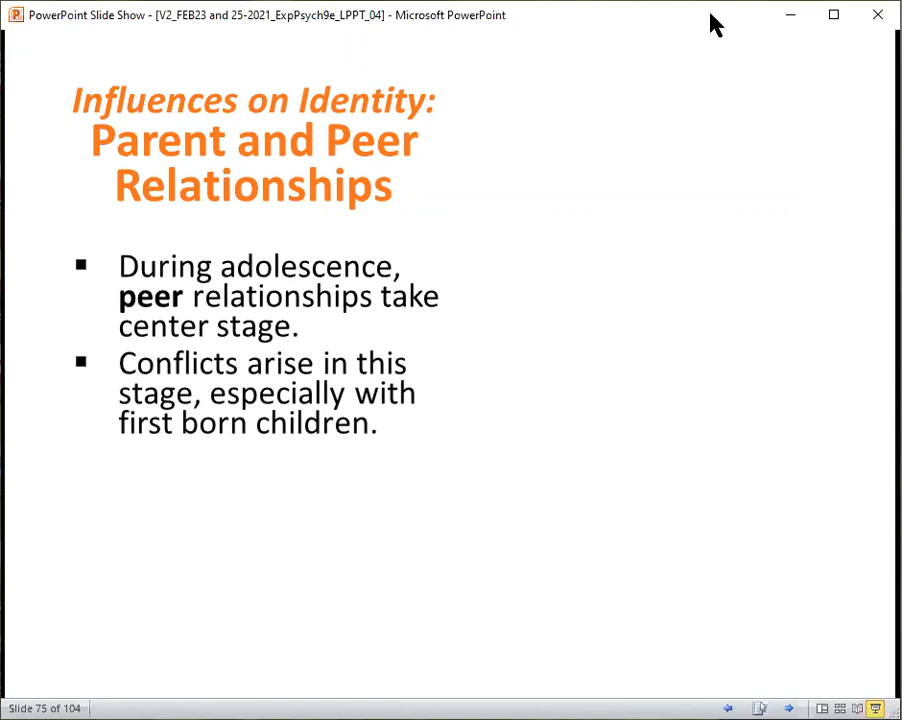 PowerPoint Slide Show - [V2_FEB23 and 25-2021_ExpPsych9e_LPPT_04] - Microsoft PowerPoint
Influences on Identity:
Parent and Peer
Relationships
▪ During adolescence,
peer relationships take
center stage.
▪ Conflicts arise in this
stage, especially with
first born children.
Slide 75 of 104